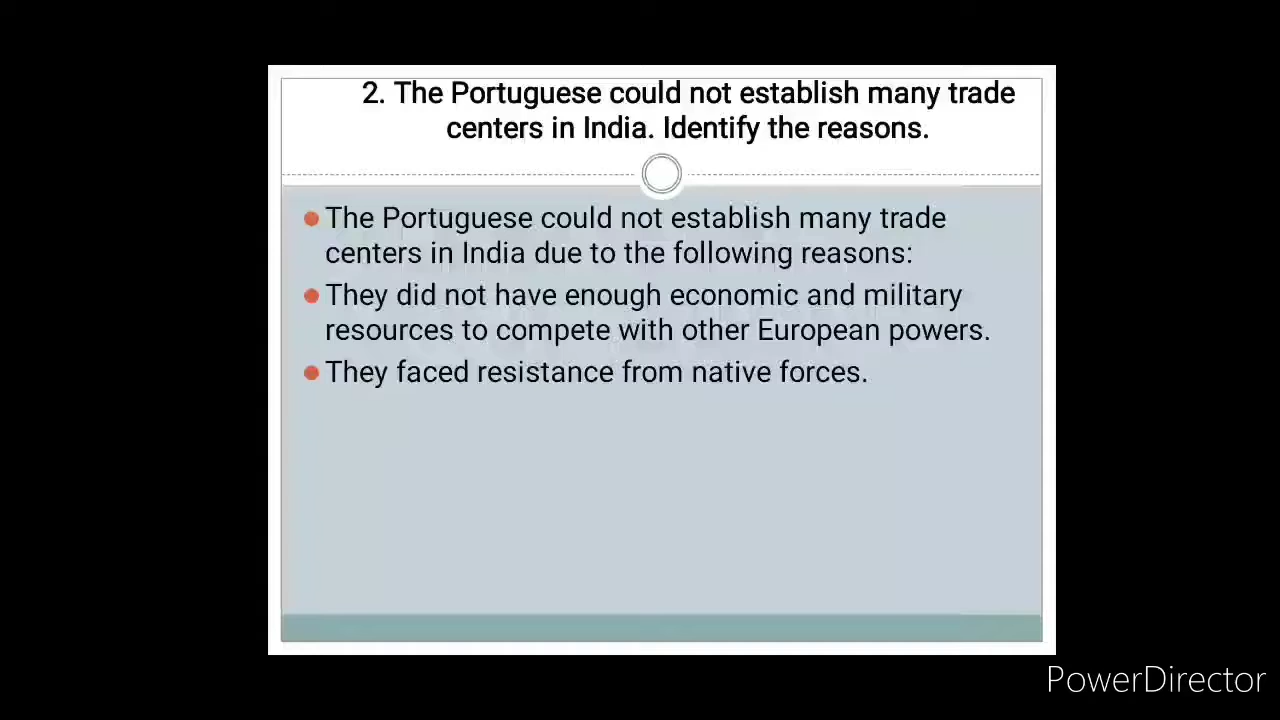 2. The Portuguese could not establish many trade
centers in India. Identify the reasons.
The Portuguese could not establish many trade
centers in India due to the following reasons:
They did not have enough economic and military
resources to compete with other European powers.
They faced resistance from native forces.
PowerDirector